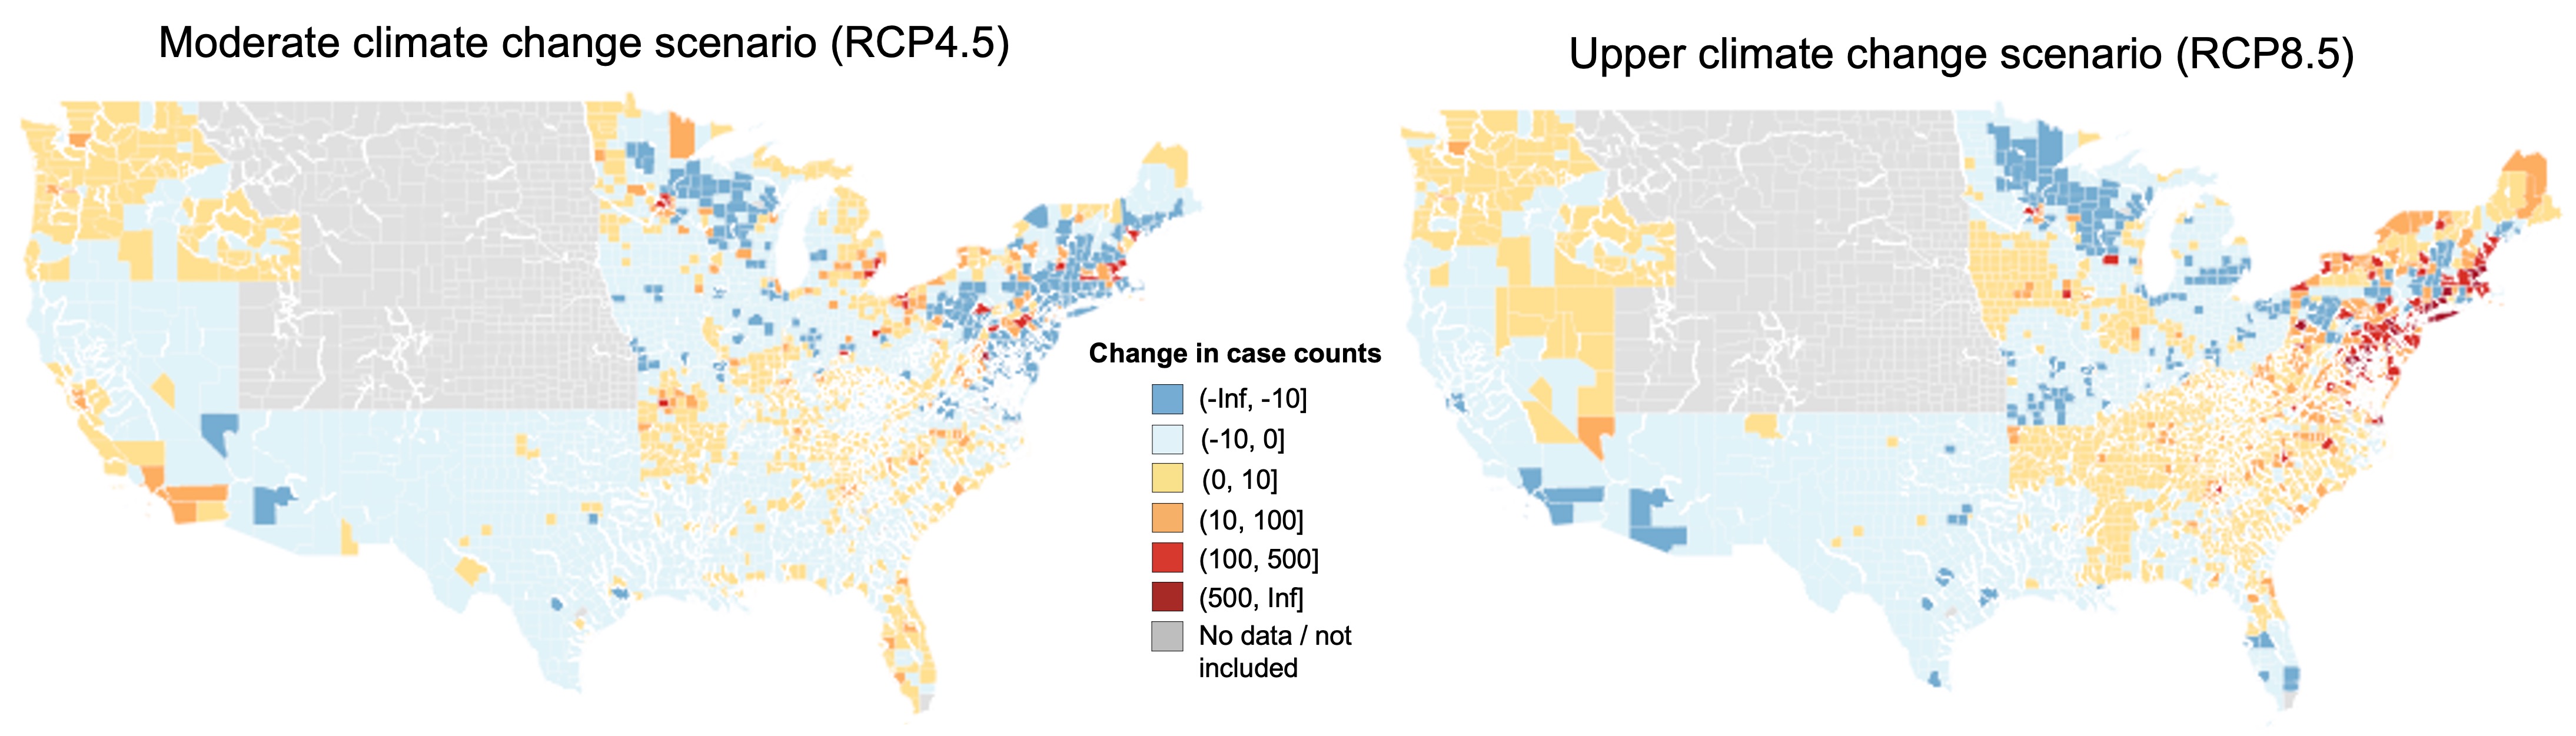 Moderate climate change scenario (RCP4.5)
Upper climate change scenario (RCP8.5)
Change in case counts
(-Inf, -10]
(-10, 0]
(0, 10]
(10, 100]
(100, 500]
(500, Inf]
No data / not
included